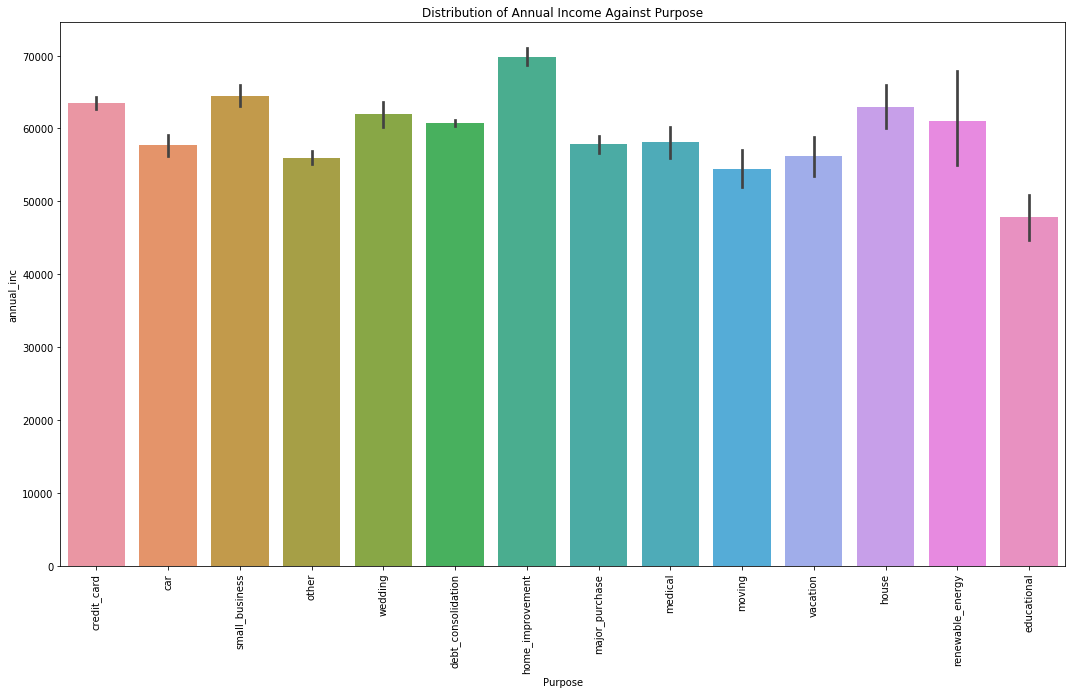 Distribution of Annual Income Against Purpose
annual_inc
70000
60000
50000
40000
30000
20000
10000
0
credit_card
car
small_business
other
wedding
debt_consolidation
home_improvement
major_purchase
medical
moving
vacation
house
renewable_energy
educational
Purpose